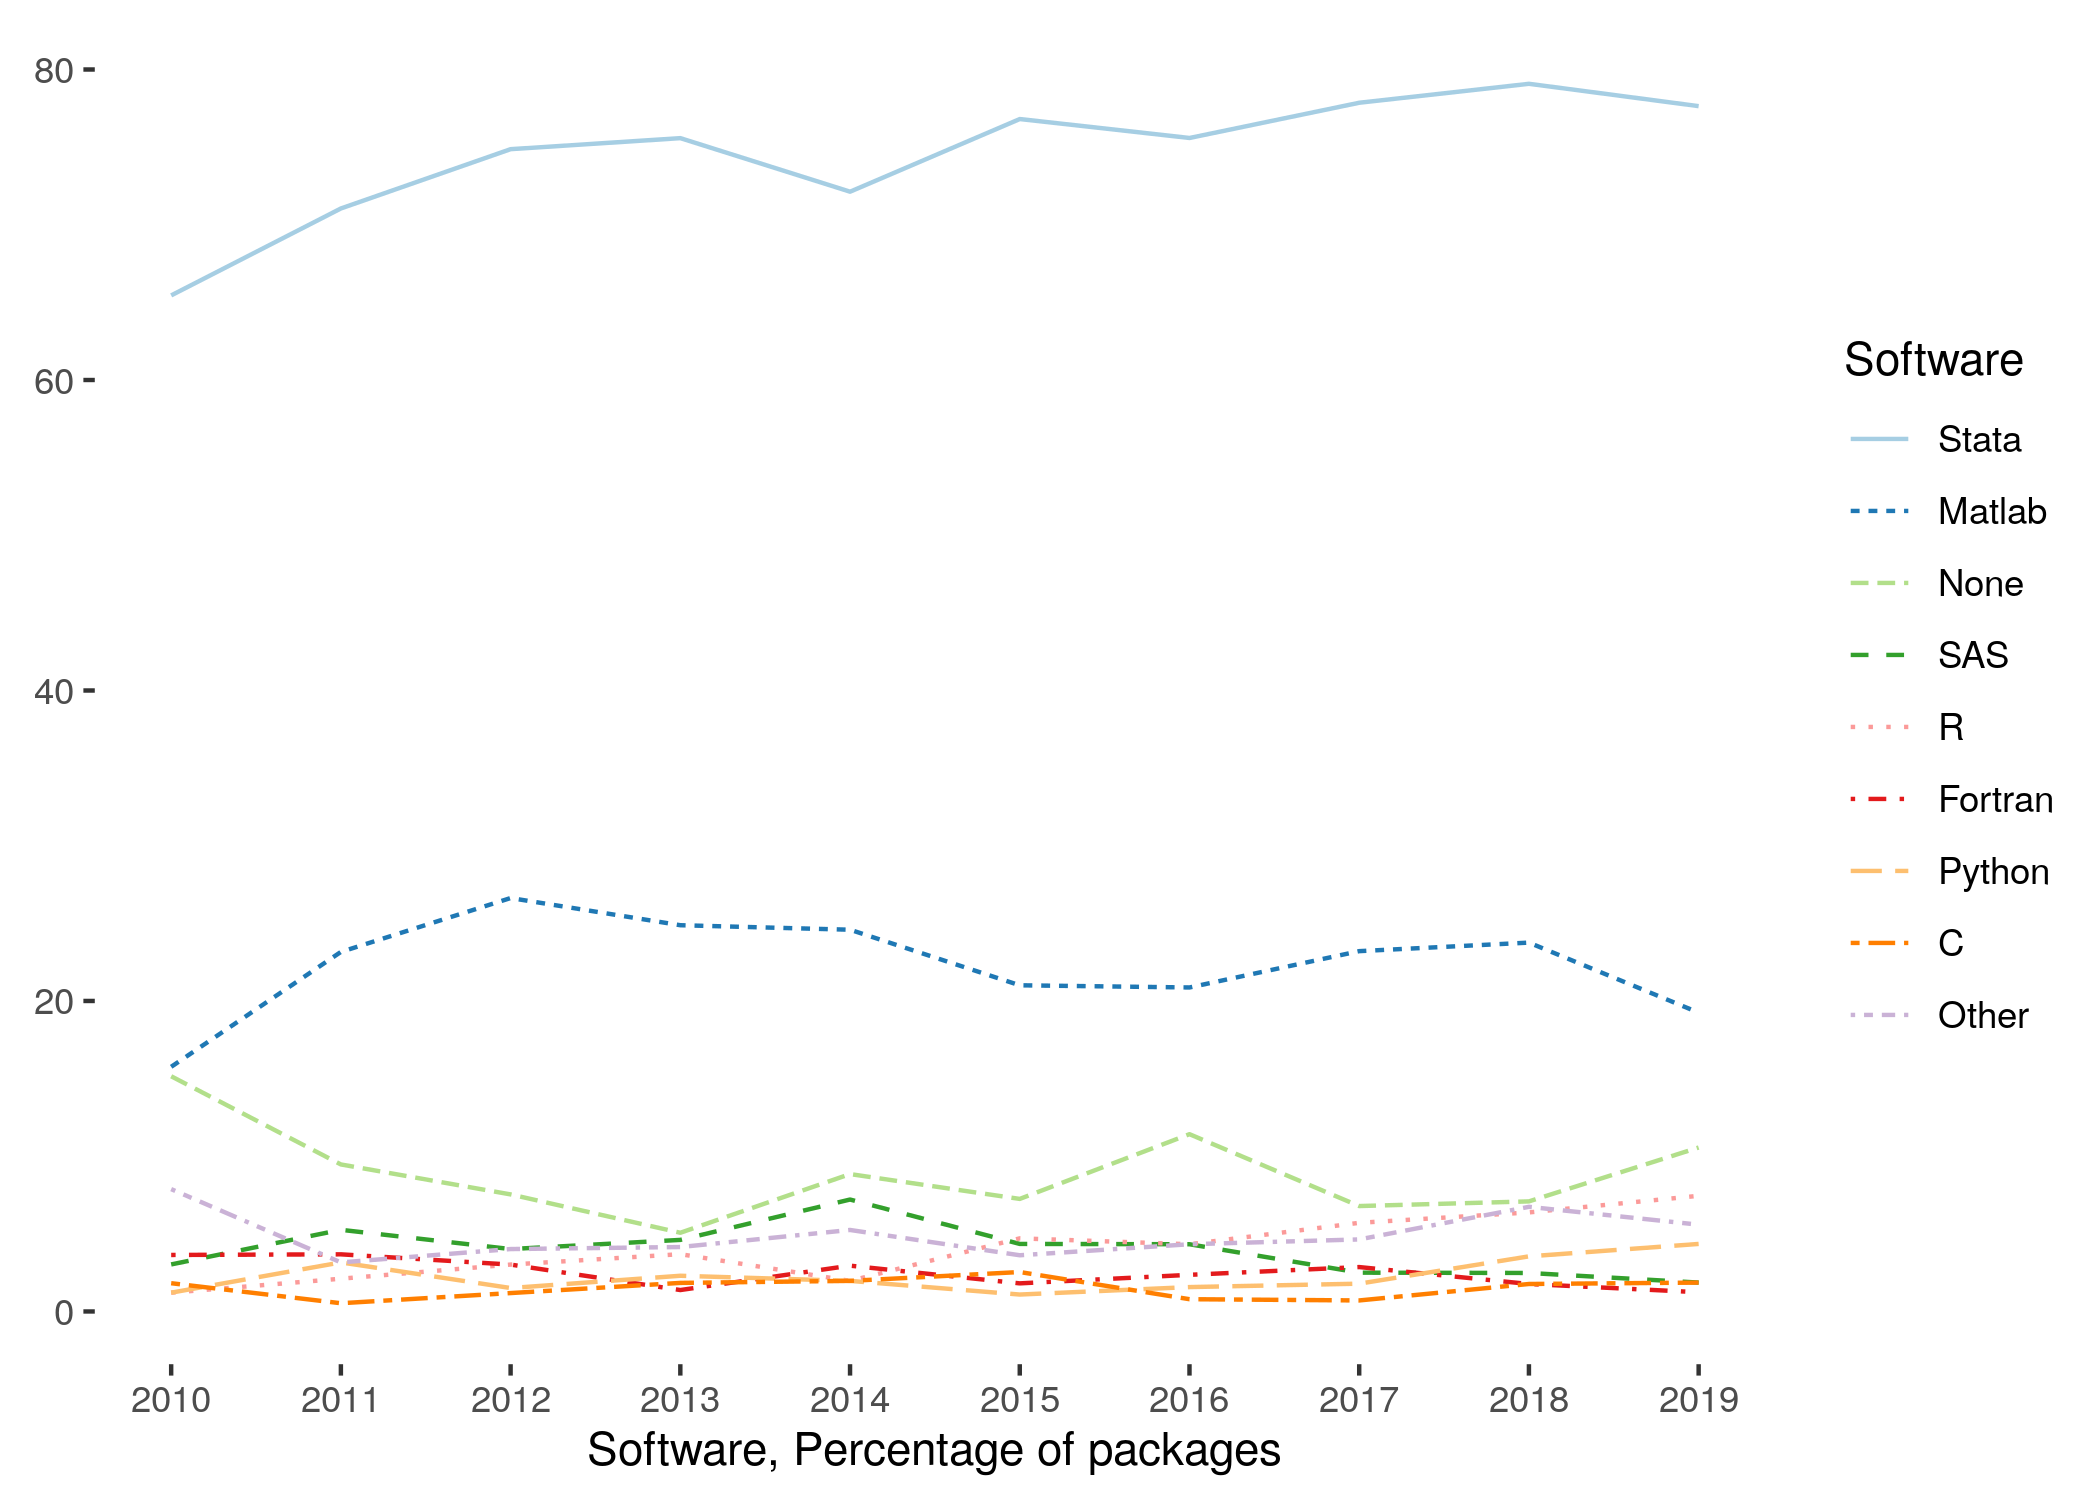 80
60
40
20
0
2010 2011 2012 2013 2014 2015 2016 2017 2018 2019
Software, Percentage of packages
Software
Stata
Matlab
None
SAS
R
Fortran
Python
C
Other